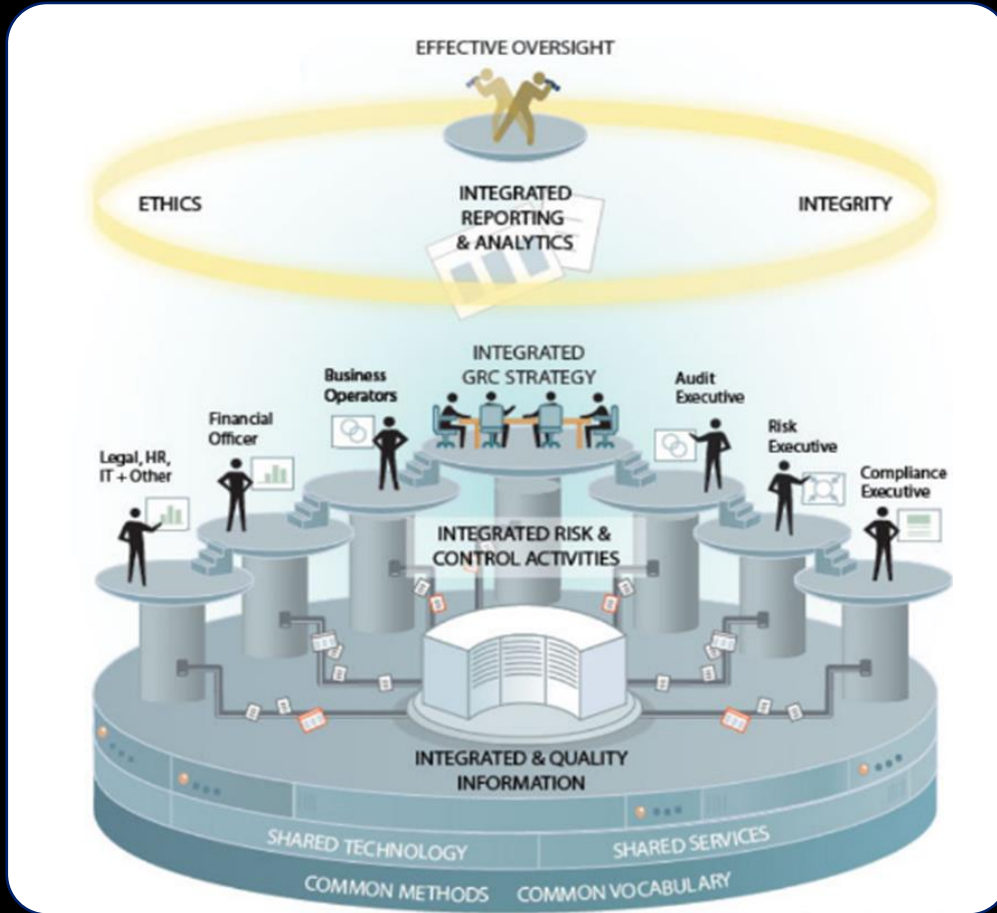 EFFECTIVE OVERSIGHT
ETHICS
INTEGRATED
REPORTING
& ANALYTICS
INTEGRITY
INTEGRATED
GRC STRATEGY
Business
Operators
Audit
Executive
Financial
Officer
Risk
Executive
Legal, HR,
IT + Other
Compliance
Executive
INTEGRATED RISK &
CONTROL ACTIVITIES
INTEGRATED & QUALITY
INFORMATION
SHARED TECHNOLOGY
SHARED SERVICES
COMMON METHODS COMMON VOCABULARY